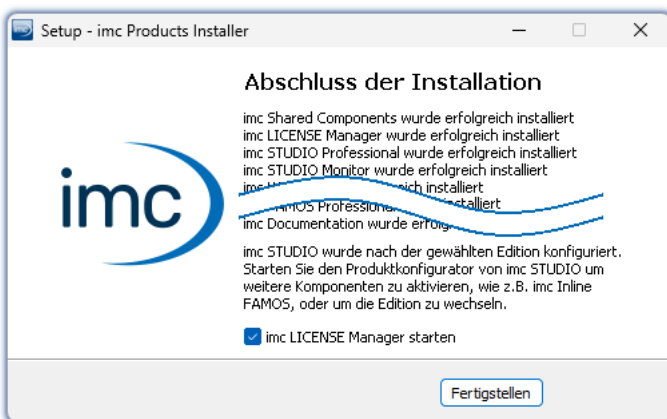 Setup - imc Products Installer
Abschluss der Installation
imc Shared Components wurde erfolgreich installiert
imc LICENSE Manager wurde erfolgreich installiert
imc STUDIO Professional wurde erfolgreich installiert
imc STUDIO Monitor wurde erfolgreich installiert
imc installiert
FAMOS Professional
imc Documentation wurde
imc STUDIO wurde nach der gewählten Edition konfiguriert.
Starten Sie den Produktkonfigurator von imc STUDIO um
weitere Komponenten zu aktivieren, wie z.B. imc Inline
FAMOS, oder um die Edition zu wechseln.
imc
imc LICENSE Manager starten
Fertigstellen